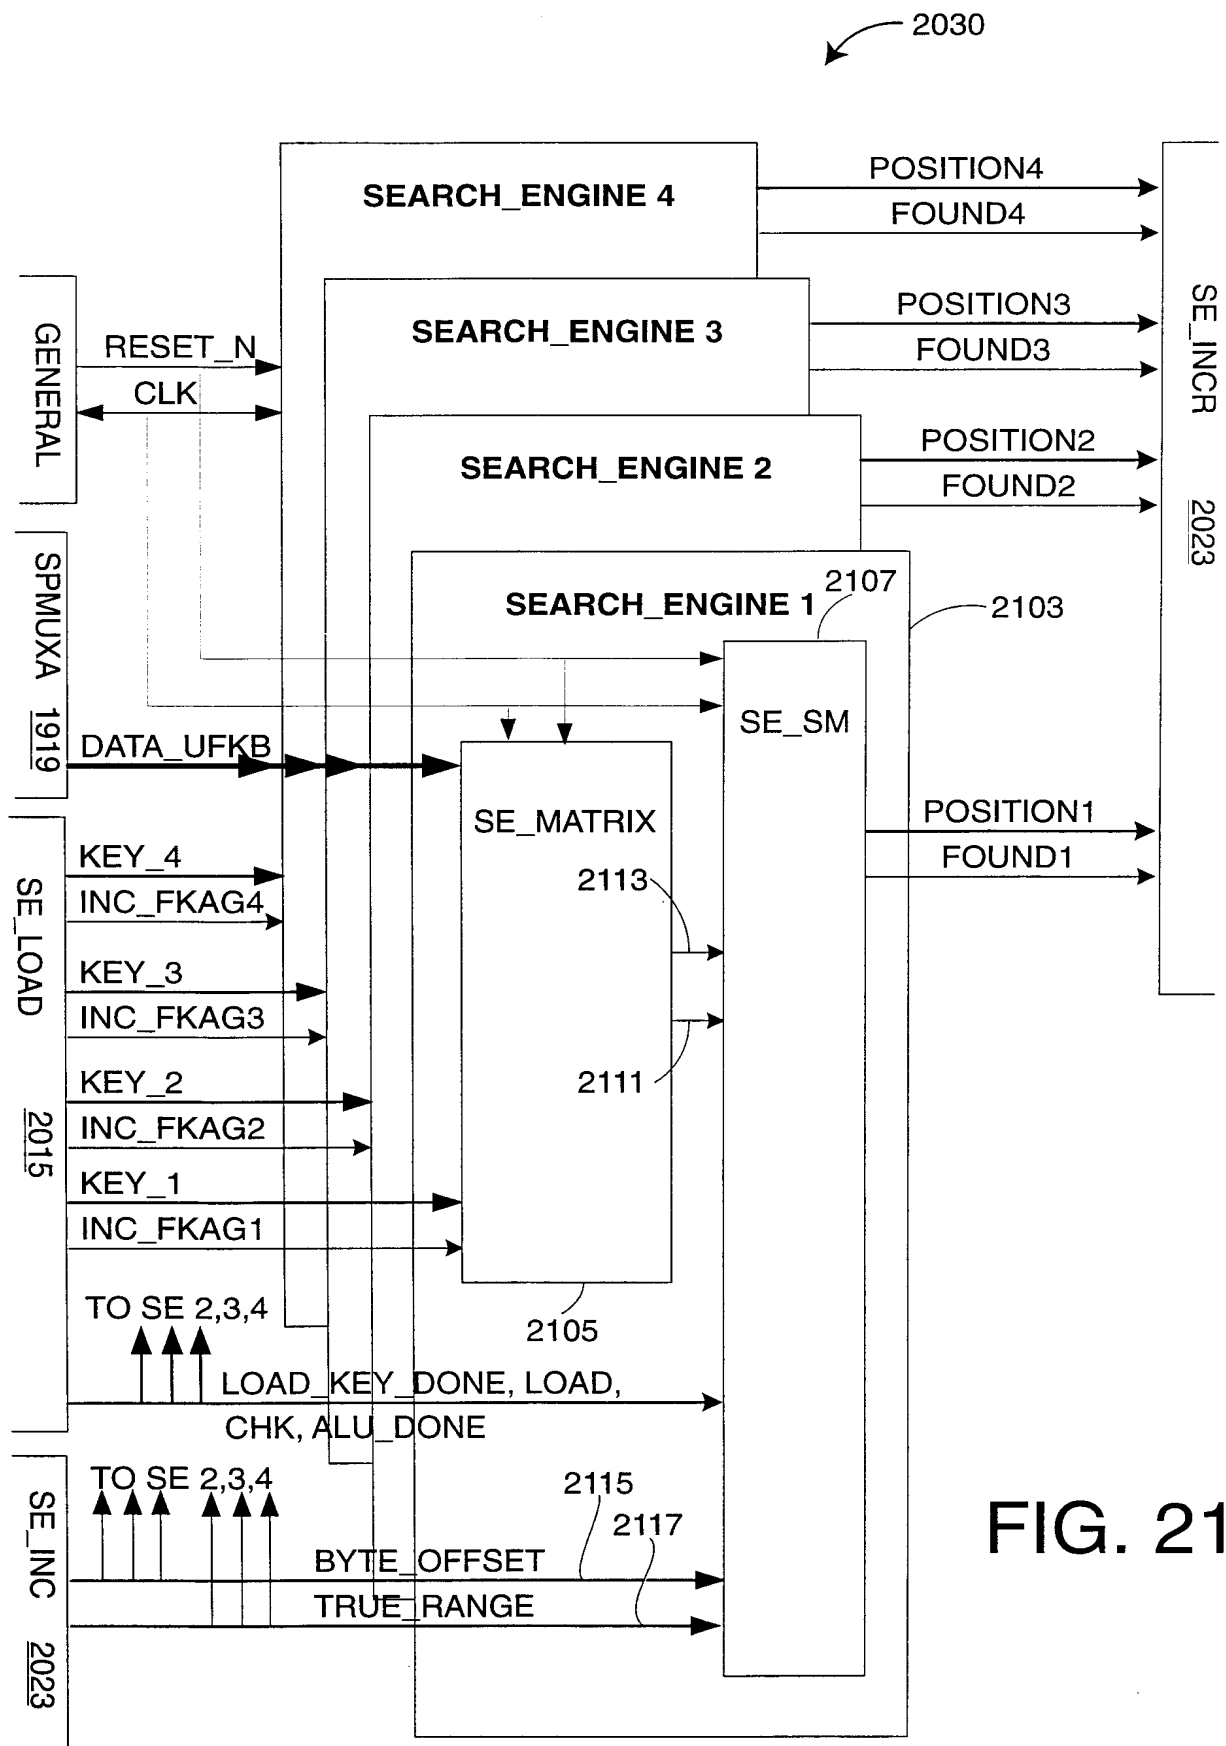 2030
SEARCH_ENGINE 4
POSITION4
FOUND4
SEARCH_ENGINE 3
POSITION3
FOUND3
SE_INCR 2023
GENERAL
RESET_N
CLK
SEARCH_ENGINE 2
POSITION2
FOUND2
SPMUXA 1919
SEARCH_ENGINE 1
2107
2103
SE_SM
DATA_UFKB
SE_MATRIX
POSITION1
FOUND1
SE_LOAD 2015
KEY_4
INC_FKAG4
2113
KEY_3
INC_FKAG3
2111
KEY_2
INC_FKAG2
KEY_1
INC_FKAG1
TO SE 2,3,4
2105
LOAD_KEY_DONE, LOAD,
CHK, ALU_DONE
SE_INC 2023
TO SE 2,3,4
2115
2117
BYTE_OFFSET
TRUE_RANGE
FIG. 21